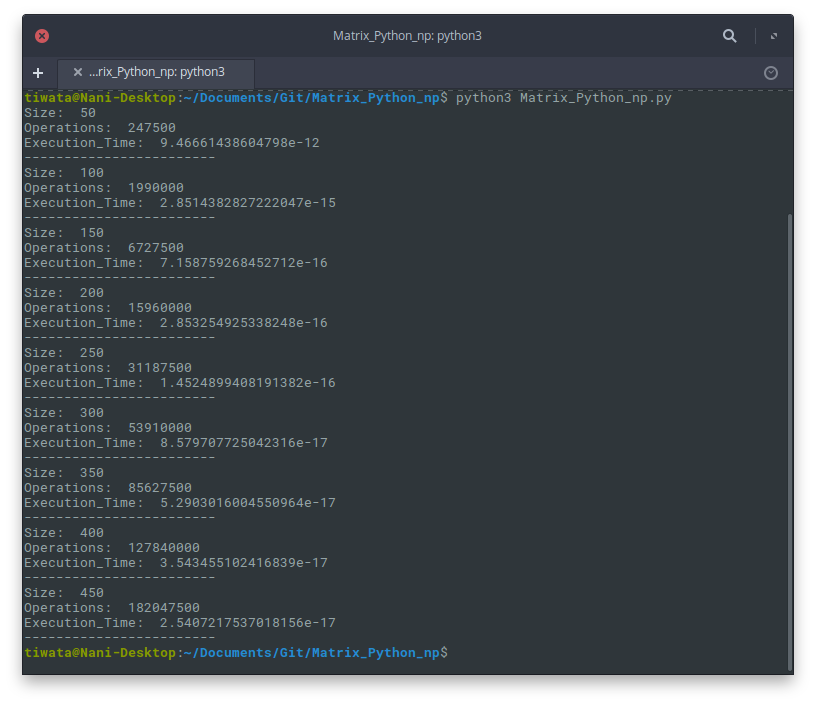 Matrix_Python_np: python3
...rix_Python_np: python3
tiwata@Nani-Desktop:~/Documents/Git/Matrix_Python_np$ python3 Matrix_Python_np.py
Size:  50
Operations:  247500
Execution_Time:  9.46661438604798e-12
------------------------
Size:  100
Operations:  1990000
Execution_Time:  2.8514382827222047e-15
------------------------
Size:  150
Operations:  6727500
Execution_Time:  7.158759268452712e-16
------------------------
Size:  200
Operations:  15960000
Execution_Time:  2.853254925338248e-16
------------------------
Size:  250
Operations:  31187500
Execution_Time:  1.4524899408191382e-16
------------------------
Size:  300
Operations:  53910000
Execution_Time:  8.579707725042316e-17
------------------------
Size:  350
Operations:  85627500
Execution_Time:  5.2903016004550964e-17
------------------------
Size:  400
Operations:  127840000
Execution_Time:  3.543455102416839e-17
------------------------
Size:  450
Operations:  182047500
Execution_Time:  2.5407217537018156e-17
------------------------
tiwata@Nani-Desktop:~/Documents/Git/Matrix_Python_np$